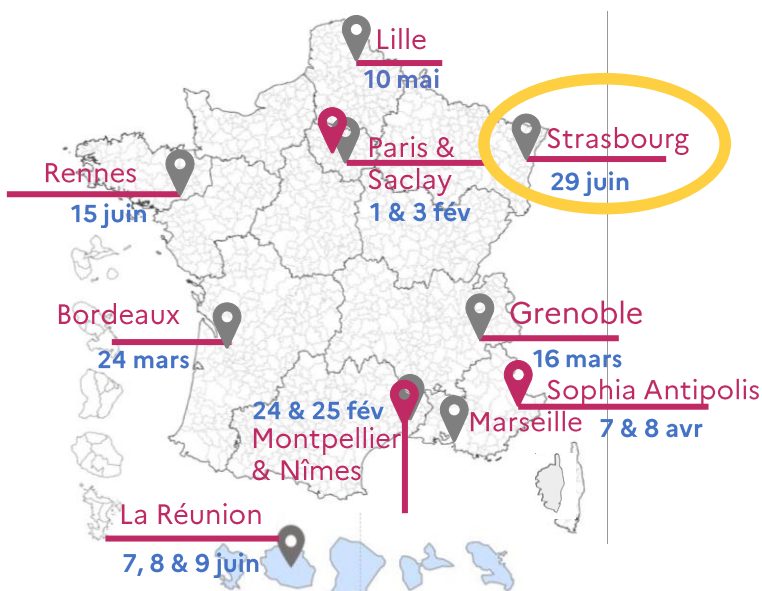 Lille
10 mai
Paris &
Saclay
1 & 3 fév
Strasbourg
29 juin
Rennes
15 juin
Bordeaux
24 mars
Grenoble
16 mars
Sophia Antipolis
7 & 8 avr
Marseille
24 & 25 fév
Montpellier
& Nîmes
La Réunion
7, 8 & 9 juin